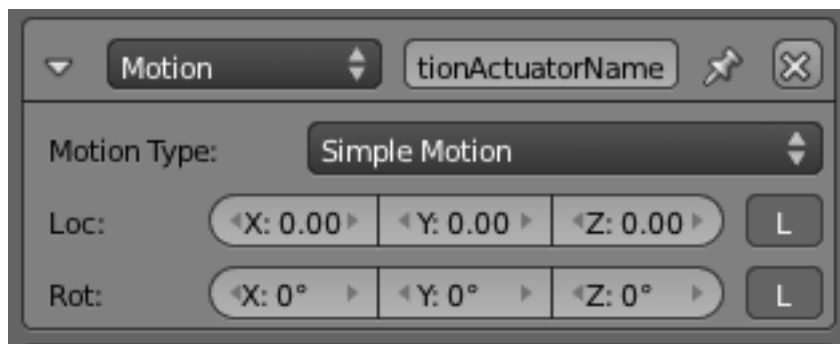 Motion tionActuatorName
Motion Type: Simple Motion
Loc: X: 0.00 Y: 0.00 Z: 0.00 L
Rot: X: 0° Y: 0° Z: 0° L